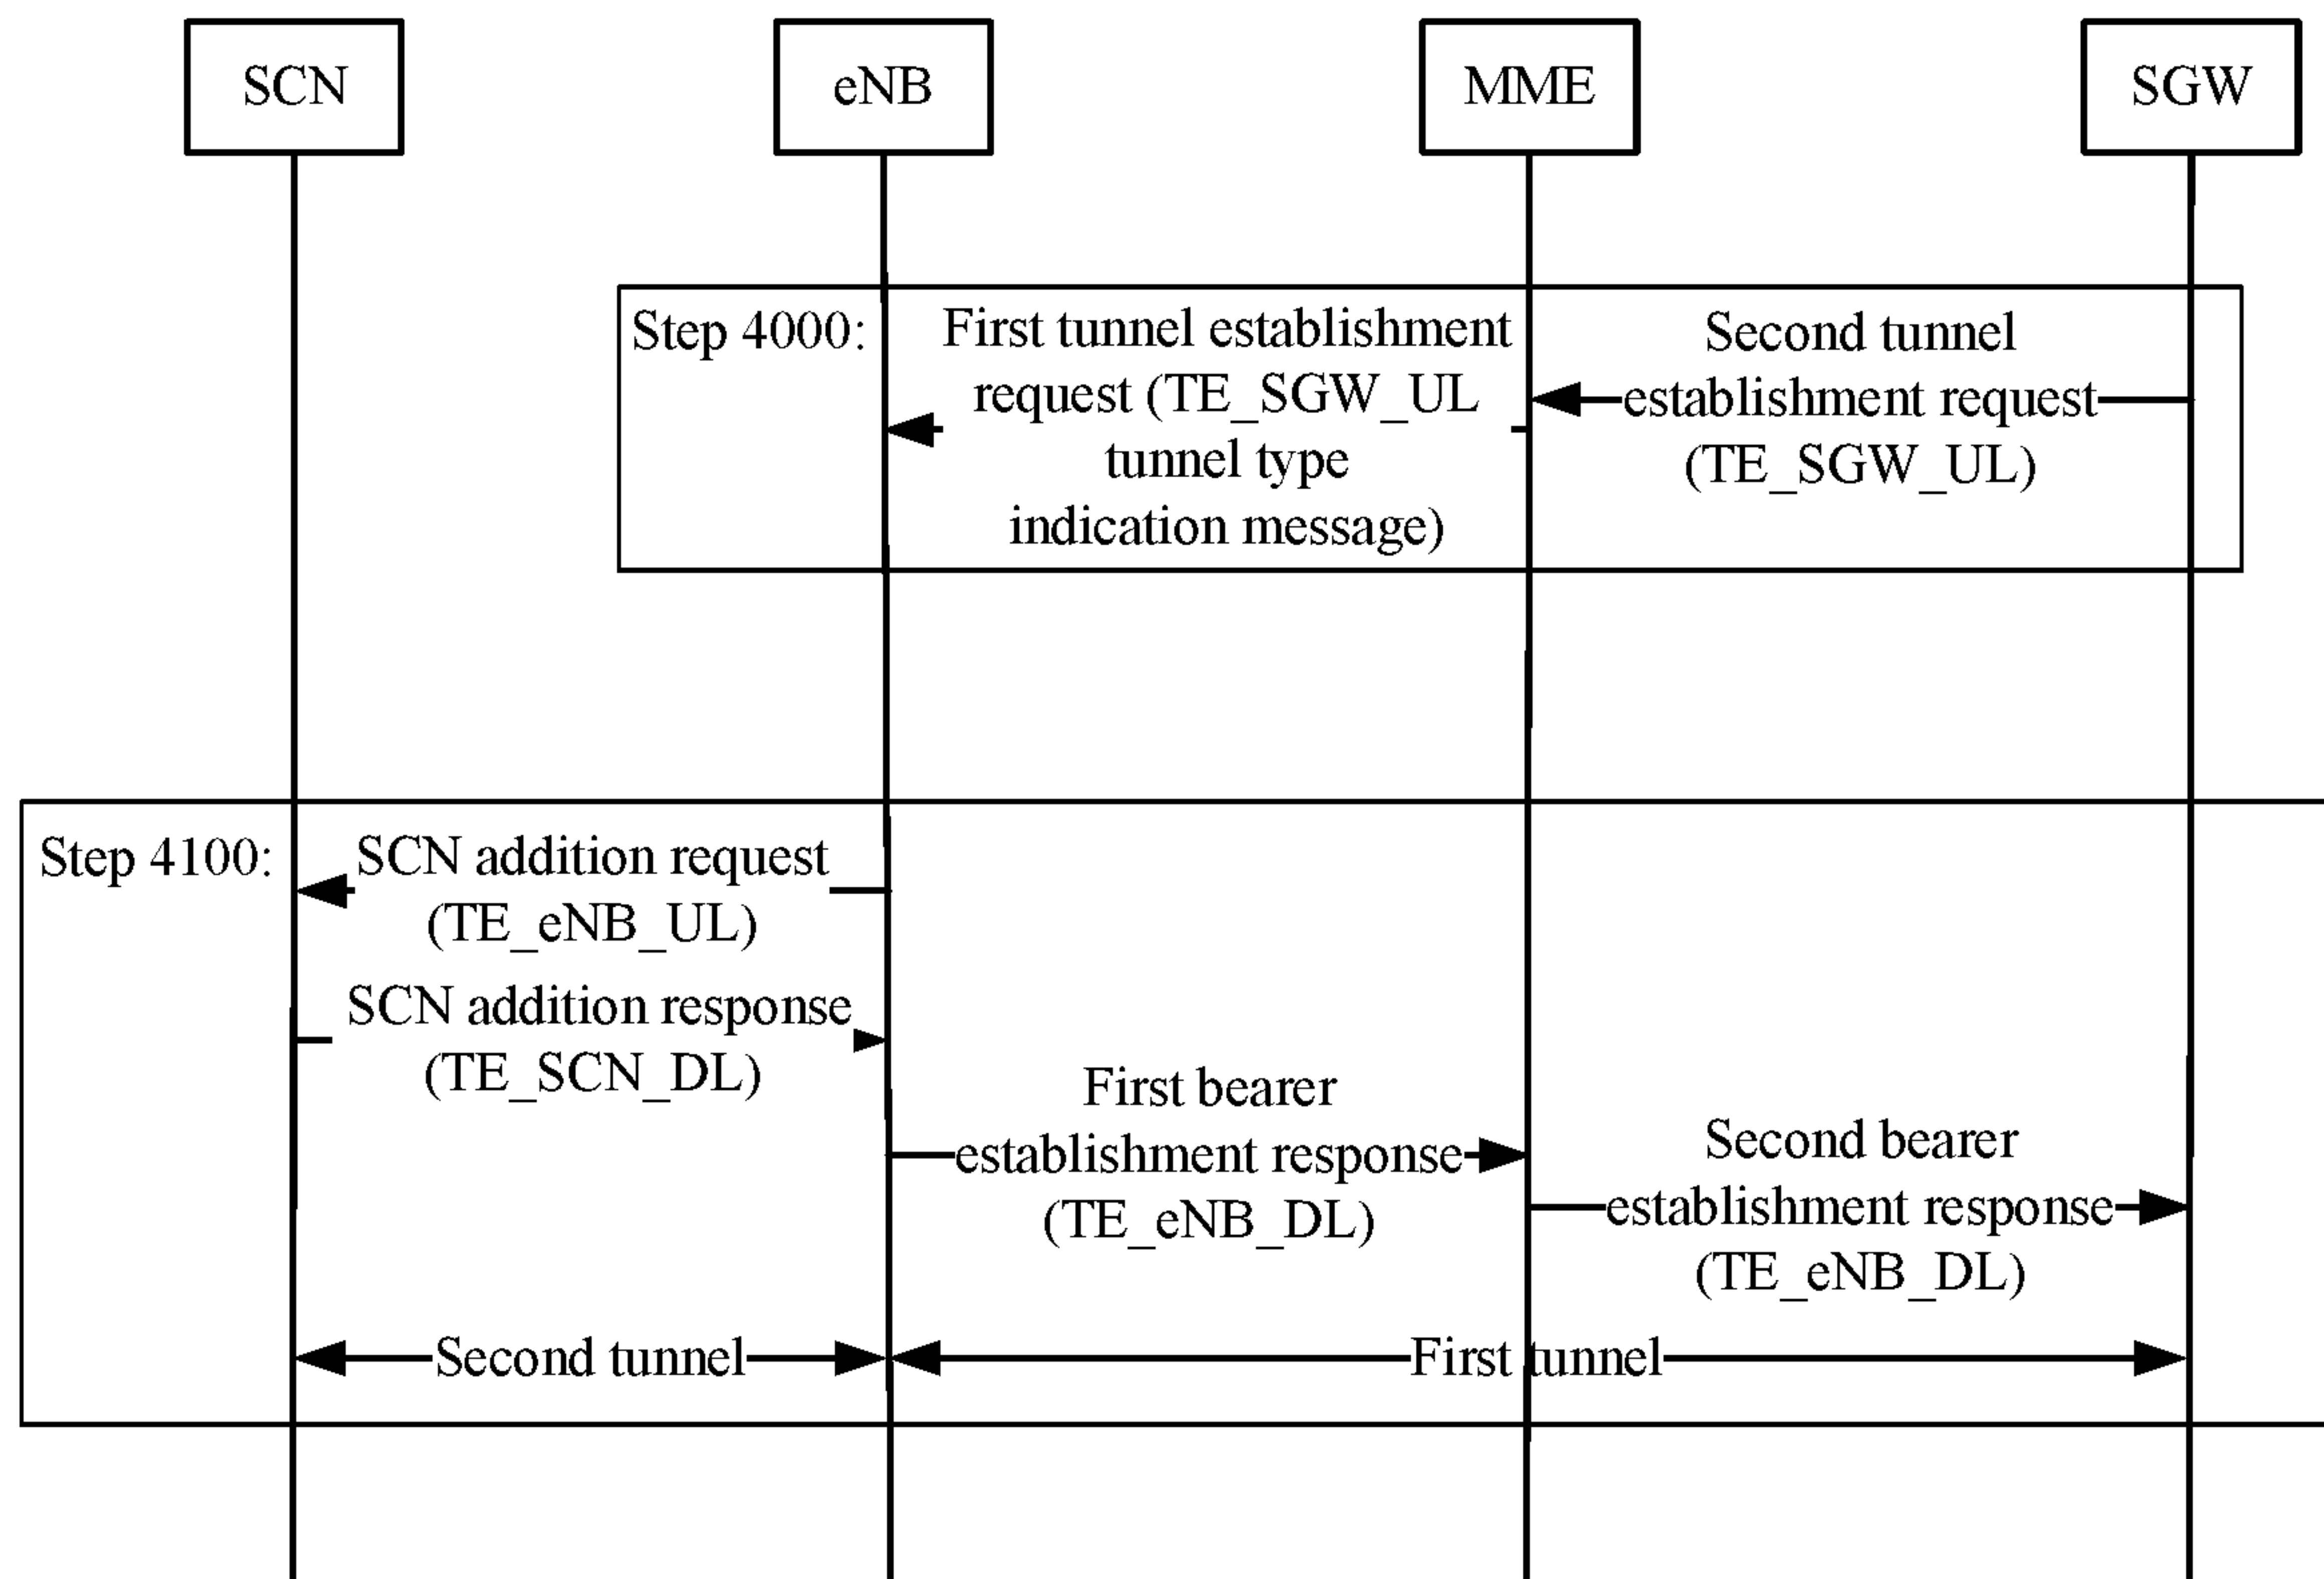 SCN
eNB
MME
SGW
Step 4000:
First tunnel establishment
request (TE_SGW_UL
tunnel type
indication message)
Second tunnel
establishment request
(TE_SGW_UL)
Step 4100:
SCN addition request
(TE_eNB_UL)
SCN addition response
(TE_SCN_DL)
First bearer
establishment response
(TE_eNB_DL)
Second bearer
establishment response
(TE_eNB_DL)
Second tunnel
First tunnel